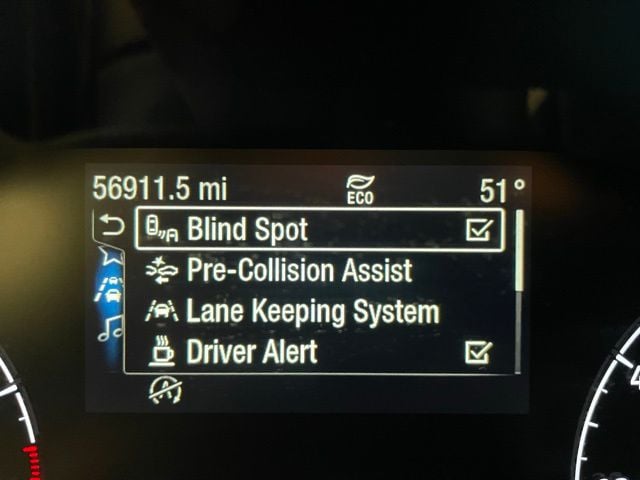 56911.5 mi ECO 51°
Blind Spot
Pre-Collision Assist
Lane Keeping System
Driver Alert